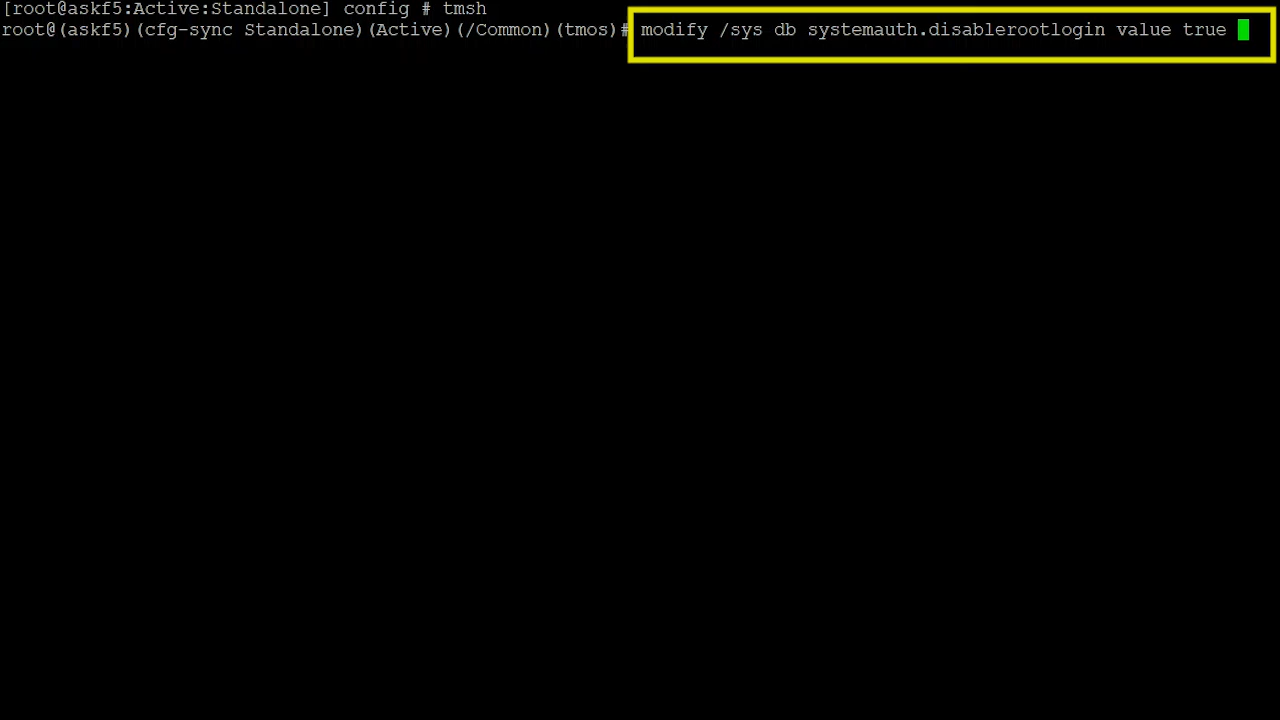 [root@askf5:Active:Standalone] config # tmsh
root@(askf5)(cfg-sync Standalone)(Active)(/Common)(tmos)# modify /sys db systemauth.disablerootlogin value true